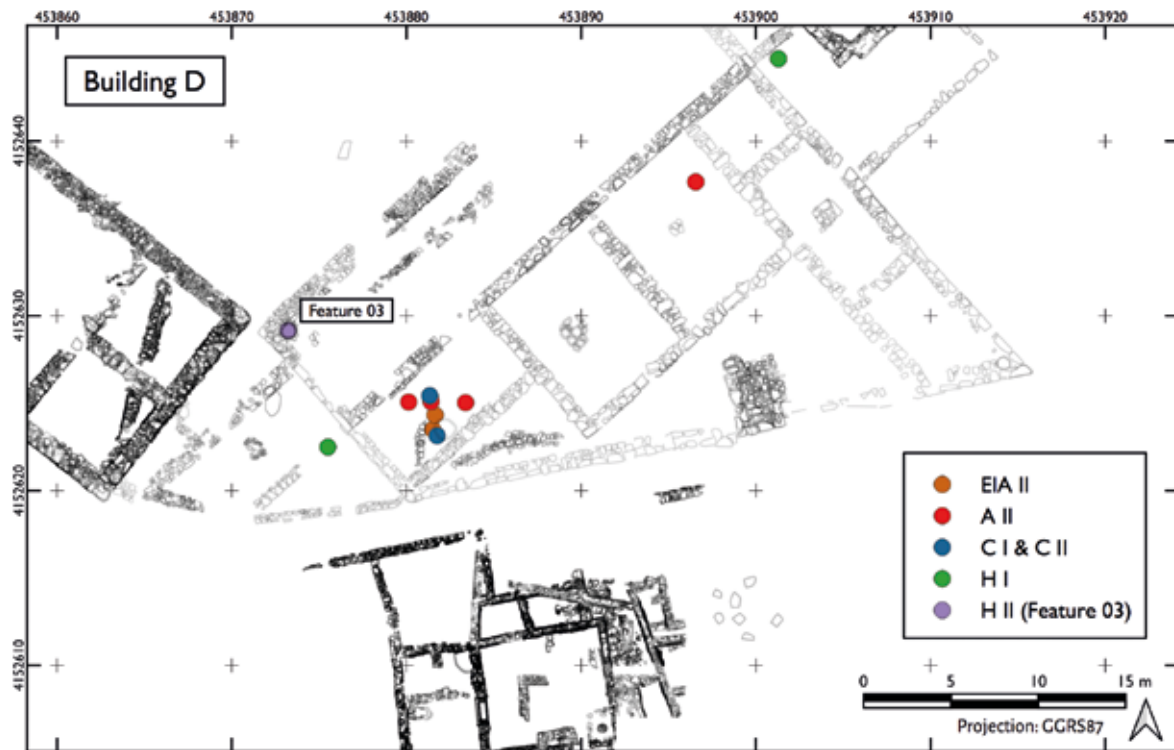 453860 453870 453880 453890 453900 453910 453920
Building D
4152640
4152630
Feature 03
4152620
4152610
EIA II
A II
C I & C II
H I
H II (Feature 03)
0 5 10 15 m
Projection: GGRS87